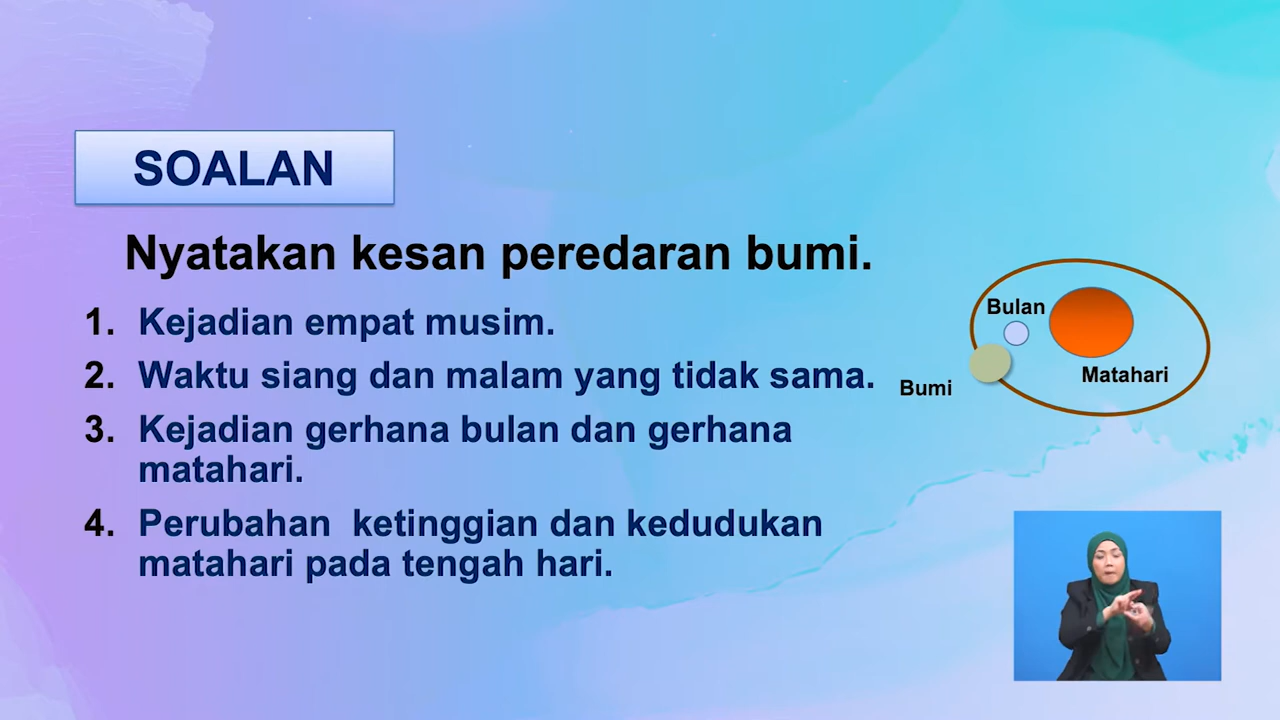 SOALAN
Nyatakan kesan peredaran bumi.
1. Kejadian empat musim.
2. Waktu siang dan malam yang tidak sama.
3. Kejadian gerhana bulan dan gerhana
matahari.
4. Perubahan ketinggian dan kedudukan
matahari pada tengah hari.
Bulan
Matahari
Bumi